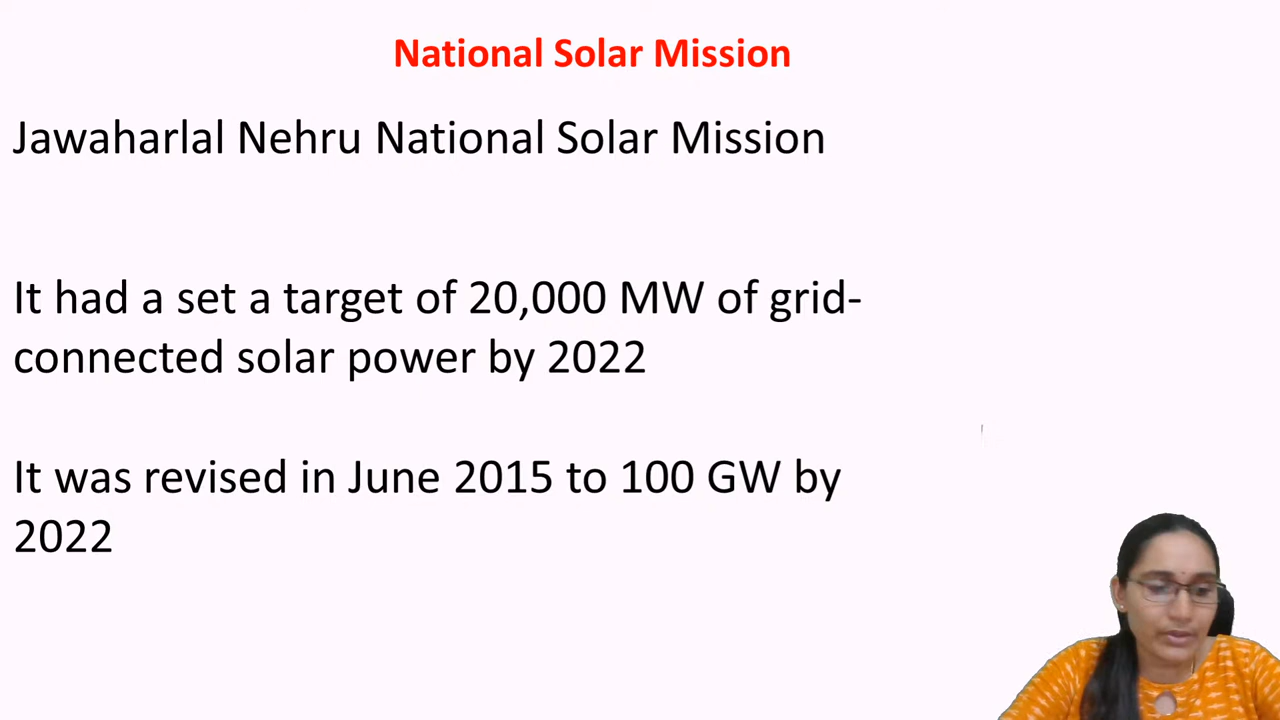 National Solar Mission
Jawaharlal Nehru National Solar Mission
It had a set a target of 20,000 MW of grid-
connected solar power by 2022
It was revised in June 2015 to 100 GW by
2022